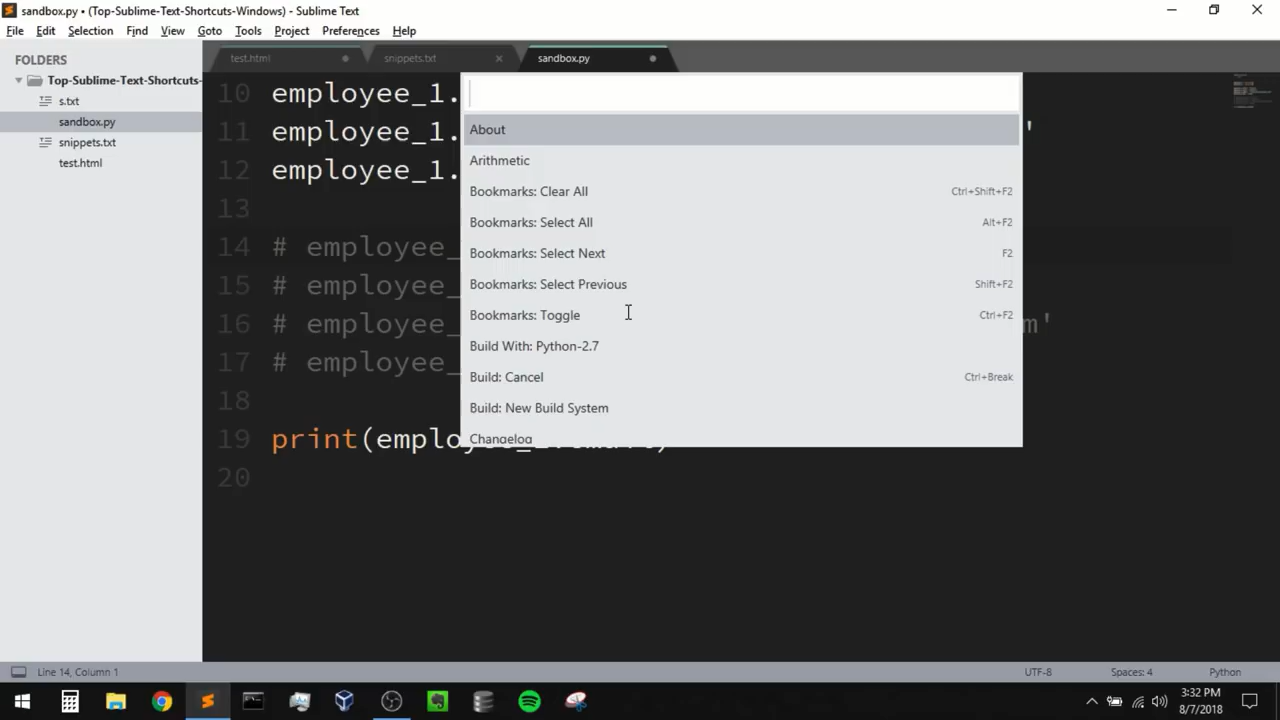 sandbox.py • (Top-Sublime-Text-Shortcuts-Windows) - Sublime Text
File Edit Selection Find View Goto Tools Project Preferences Help
FOLDERS
Top-Sublime-Text-Shortcuts-
s.txt
sandbox.py
snippets.txt
test.html
test.html snippets.txt sandbox.py
10 employee_1.
11 employee_1. '
12 employee_1.
13
14 # employee_
15 # employee_
16 # employee_ m'
17 # employee_
18
19 print(emplo
20
About
Arithmetic
Bookmarks: Clear All Ctrl+Shift+F2
Bookmarks: Select All Alt+F2
Bookmarks: Select Next F2
Bookmarks: Select Previous Shift+F2
Bookmarks: Toggle Ctrl+F2
Build With: Python-2.7
Build: Cancel Ctrl+Break
Build: New Build System
Changelog
Line 14, Column 1 UTF-8 Spaces: 4 Python
3:32 PM
8/7/2018